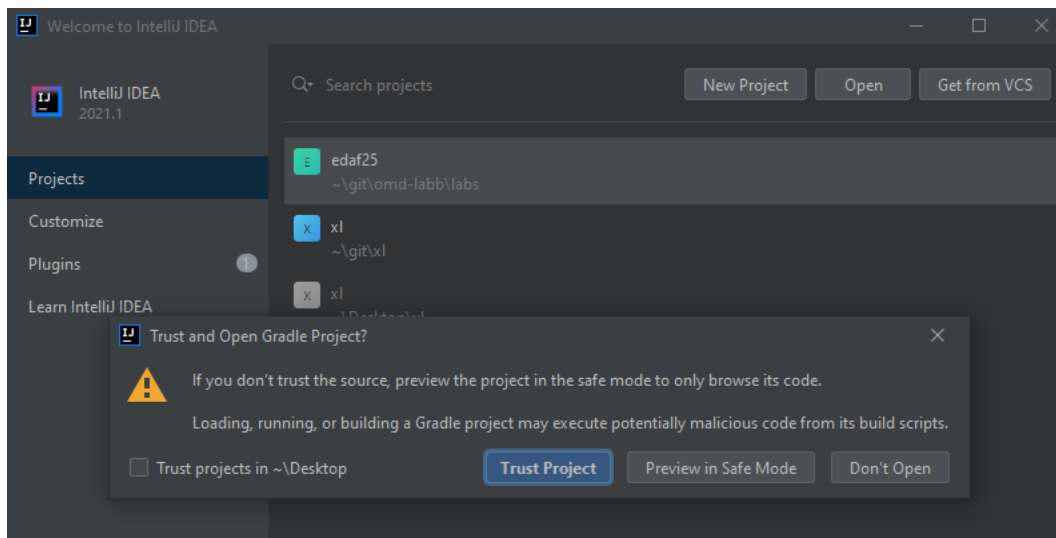 Welcome to IntelliJ IDEA
IntelliJ IDEA
2021.1
Search projects
New Project
Open
Get from VCS
Projects
Customize
Plugins
1
Learn IntelliJ IDEA
E
edaf25
~\git\omd-labb\labs
X
xl
~\git\xl
X
xl
IJ
Trust and Open Gradle Project?
If you don't trust the source, preview the project in the safe mode to only browse its code.
Loading, running, or building a Gradle project may execute potentially malicious code from its build scripts.
Trust projects in ~\Desktop
Trust Project
Preview in Safe Mode
Don't Open